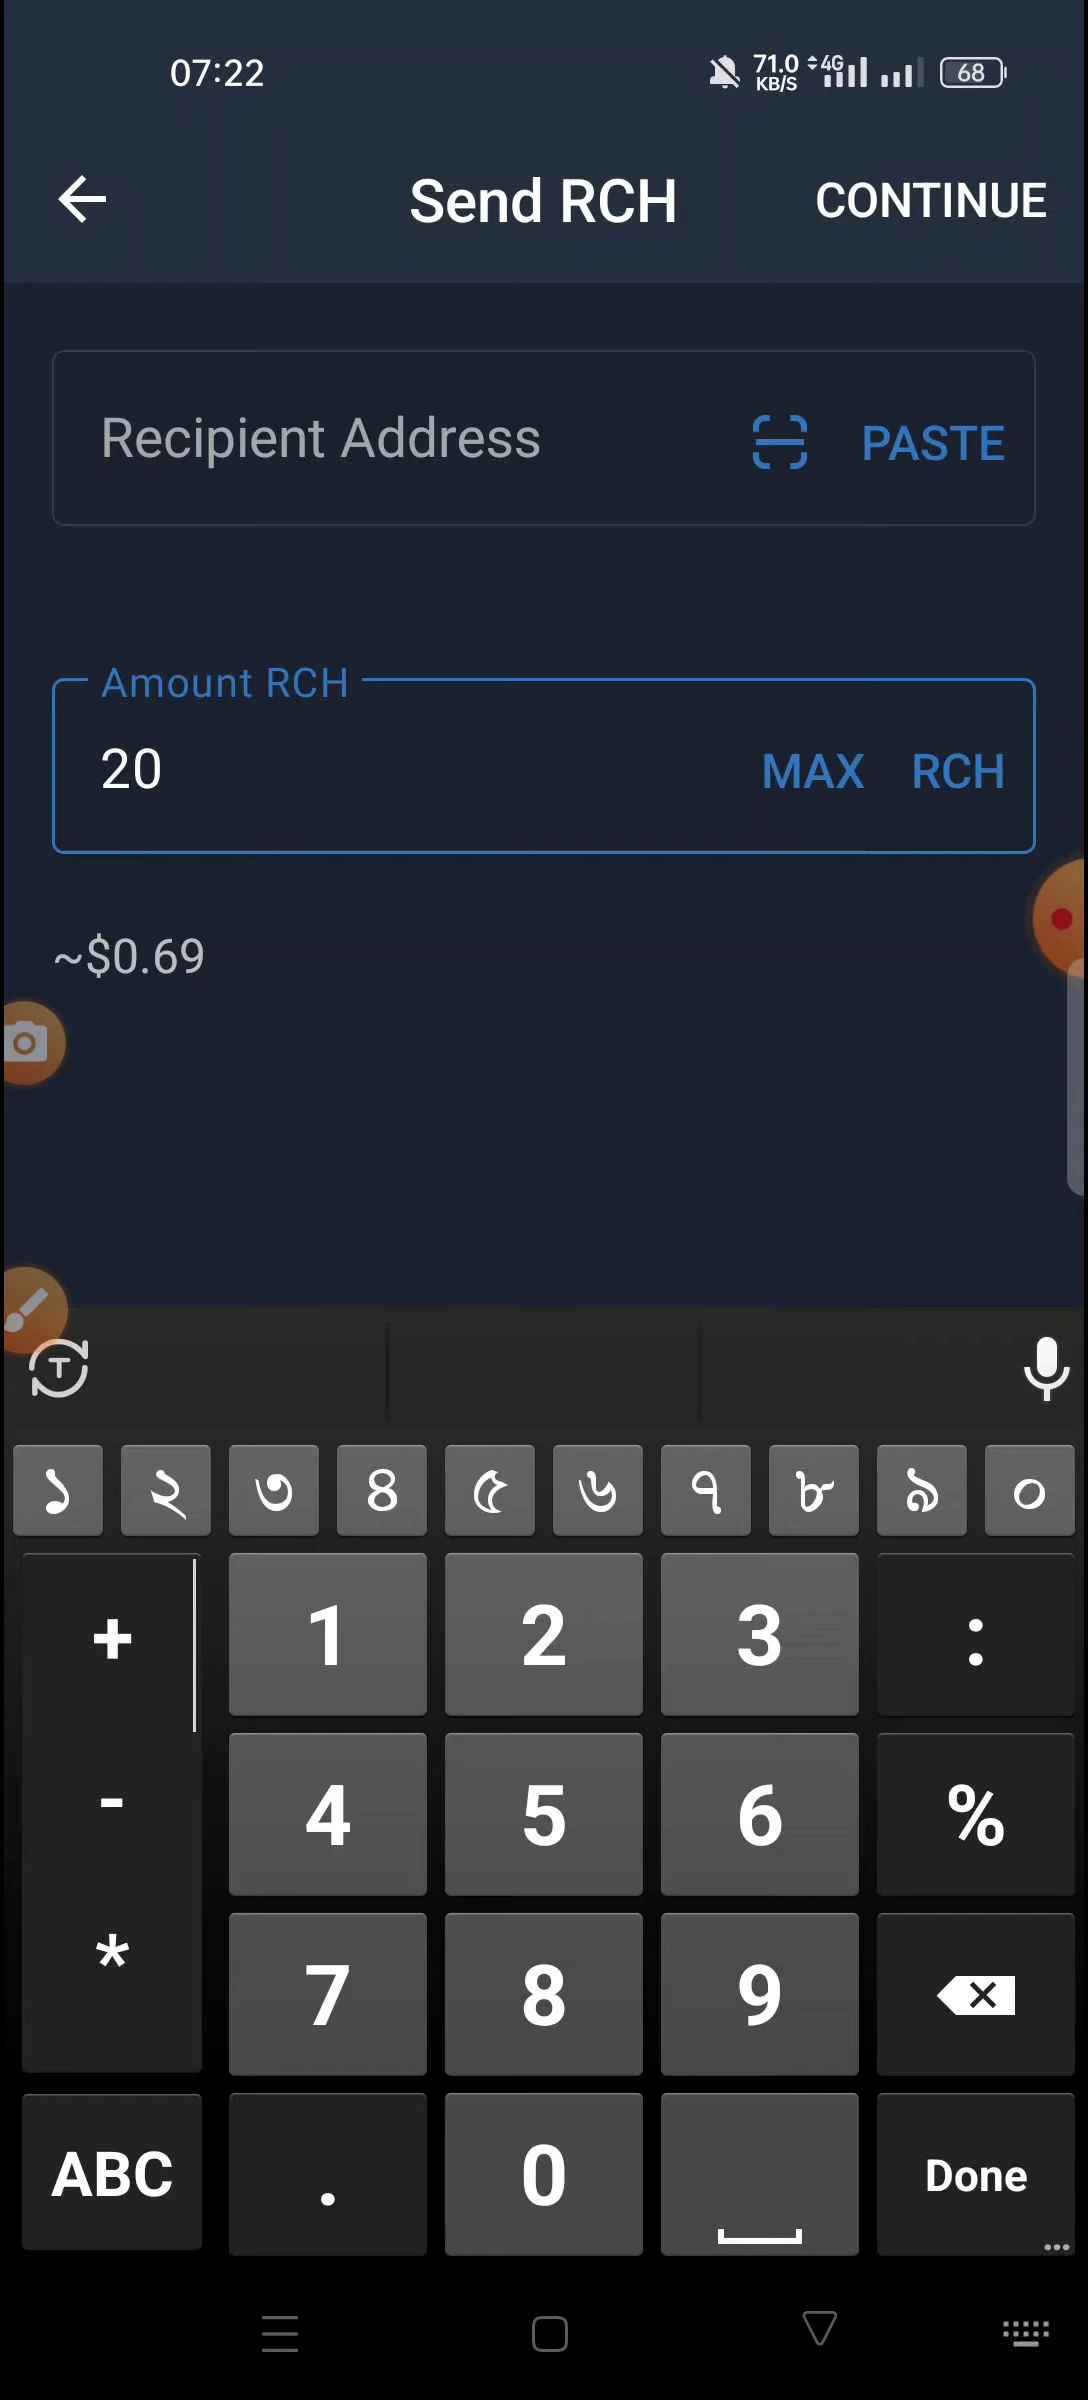 07:22
71.0 KB/S
4G
68
Send RCH
CONTINUE
Recipient Address
PASTE
Amount RCH
20
MAX
RCH
~$0.69
T
১ ২ ৩ ৪ ৫ ৬ ৭ ৮ ৯ ০
+ 1 2 3 :
- 4 5 6 %
* 7 8 9
ABC . 0 Done